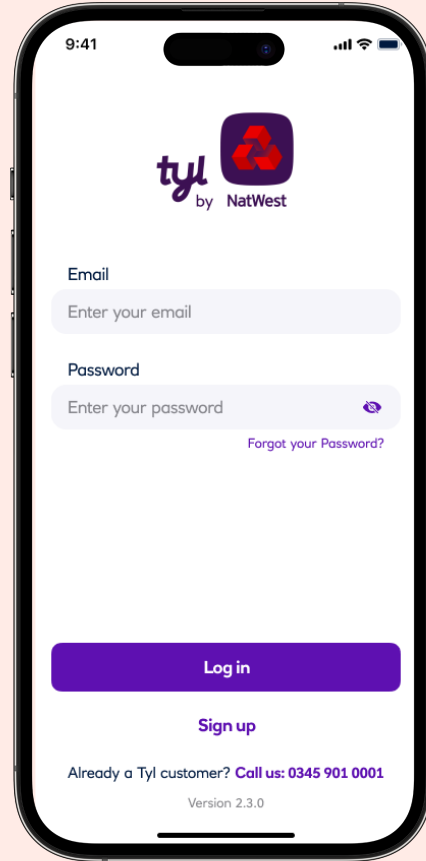 9:41
tyl
by NatWest
Email
Enter your email
Password
Enter your password
Forgot your Password?
Log in
Sign up
Already a Tyl customer? Call us: 0345 901 0001
Version 2.3.0